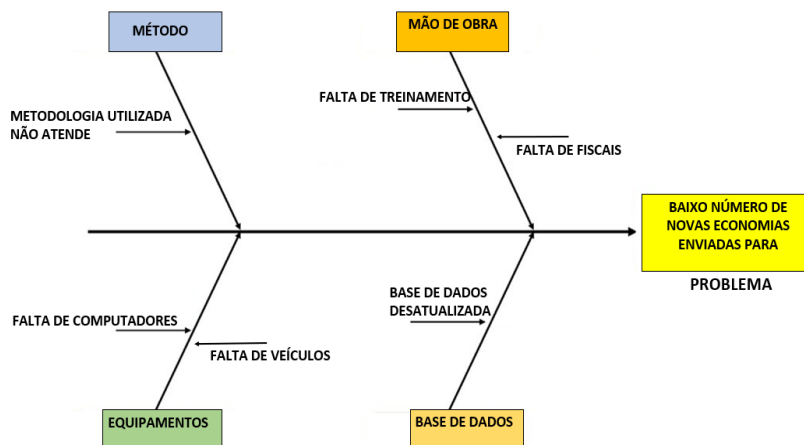 MÉTODO
MÃO DE OBRA
FALTA DE TREINAMENTO
METODOLOGIA UTILIZADA
NÃO ATENDE
FALTA DE FISCAIS
BAIXO NÚMERO DE
NOVAS ECONOMIAS
ENVIADAS PARA
PROBLEMA
BASE DE DADOS
DESATUALIZADA
FALTA DE COMPUTADORES
FALTA DE VEÍCULOS
EQUIPAMENTOS
BASE DE DADOS